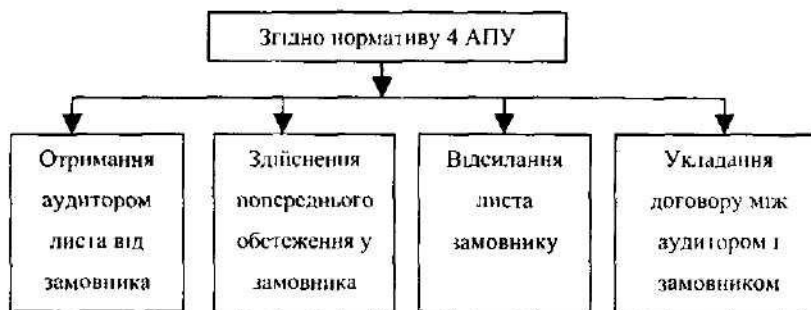 Згідно нормативу 4 АПУ
Отримання
аудитором
листа від
замовника
Здійснення
попереднього
обстеження у
замовника
Відсилання
листа
замовнику
Укладання
договору між
аудитором і
замовником